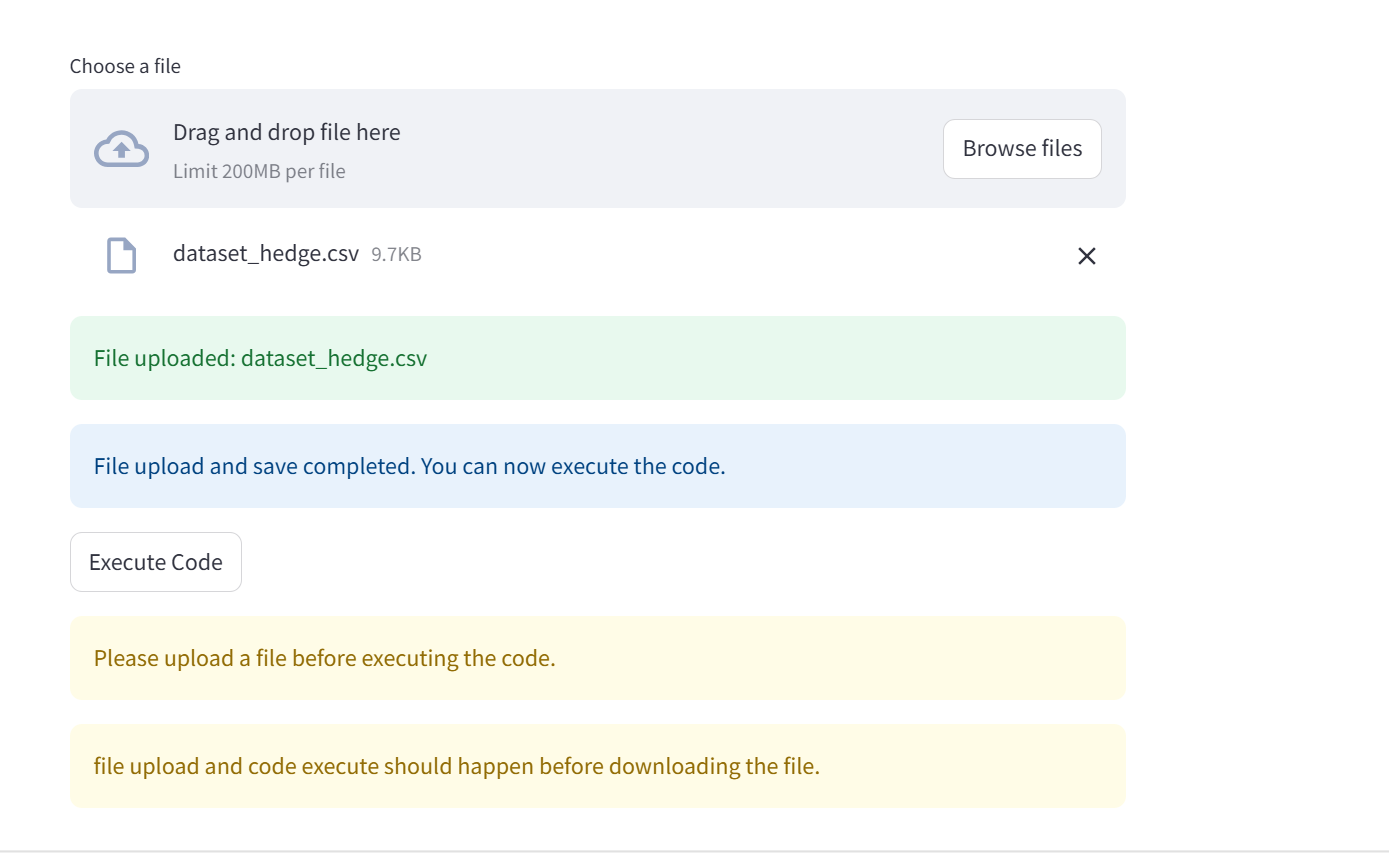 Choose a file
Drag and drop file here
Limit 200MB per file
Browse files
dataset_hedge.csv 9.7KB
File uploaded: dataset_hedge.csv
File upload and save completed. You can now execute the code.
Execute Code
Please upload a file before executing the code.
file upload and code execute should happen before downloading the file.